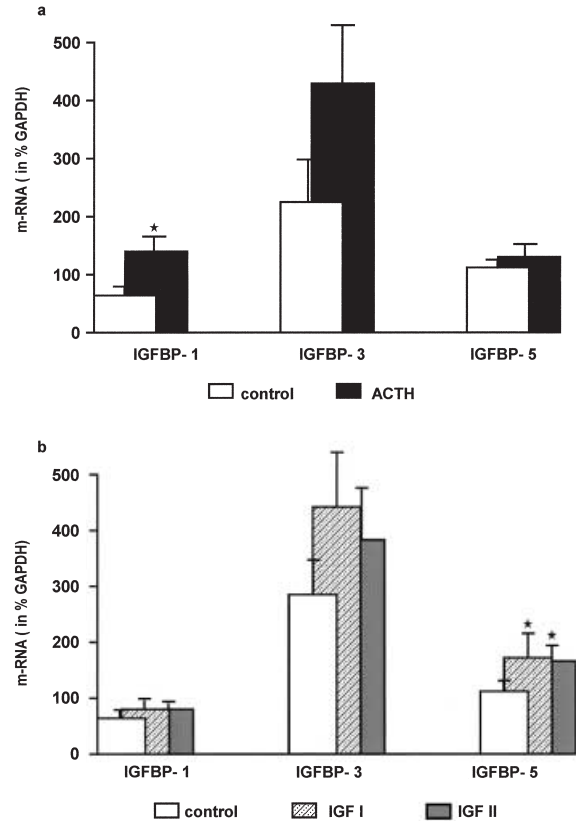 a
m-RNA ( in % GAPDH)
500
400
300
200
100
0
★
IGFBP- 1 IGFBP- 3 IGFBP- 5
control ACTH
b
m-RNA ( in % GAPDH)
500
400
300
200
100
0
★ ★
IGFBP- 1 IGFBP- 3 IGFBP- 5
control IGF I IGF II